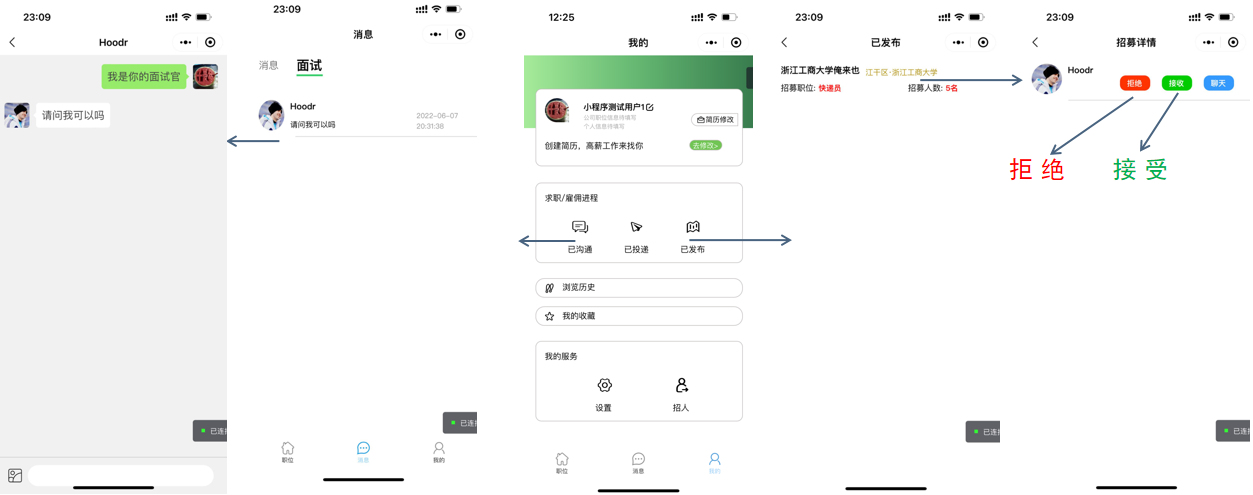 23:09
Hoodr
我是你的面试官
请问我可以吗
已连接
23:09
消息
消息
面试
Hoodr
请问我可以吗
2022-06-07
20:31:38
已连
职位
消息
我的
12:25
我的
小程序测试用户1
公司职位信息待填写
个人信息待填写
简历修改
创建简历，高薪工作来找你
去修改>
求职/雇佣进程
已沟通
已投递
已发布
浏览历史
我的收藏
我的服务
设置
招人
职位
消息
我的
23:09
已发布
浙江工商大学俺来也
江干区-浙江工商大学
招募职位: 快递员
招募人数: 5名
已连
23:09
招募详情
Hoodr
拒绝
接收
聊天
拒 绝
接 受
已连